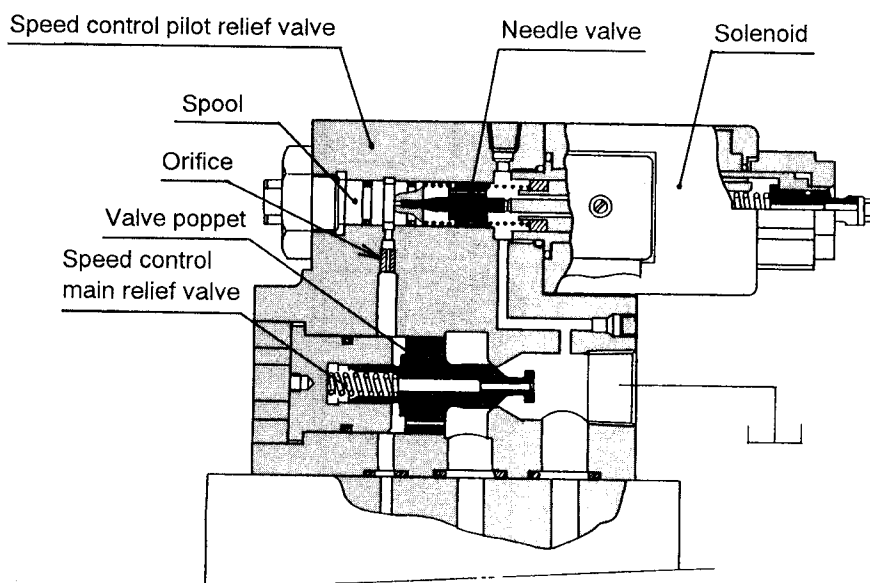 Speed control pilot relief valve
Needle valve
Solenoid
Spool
Orifice
Valve poppet
Speed control
main relief valve